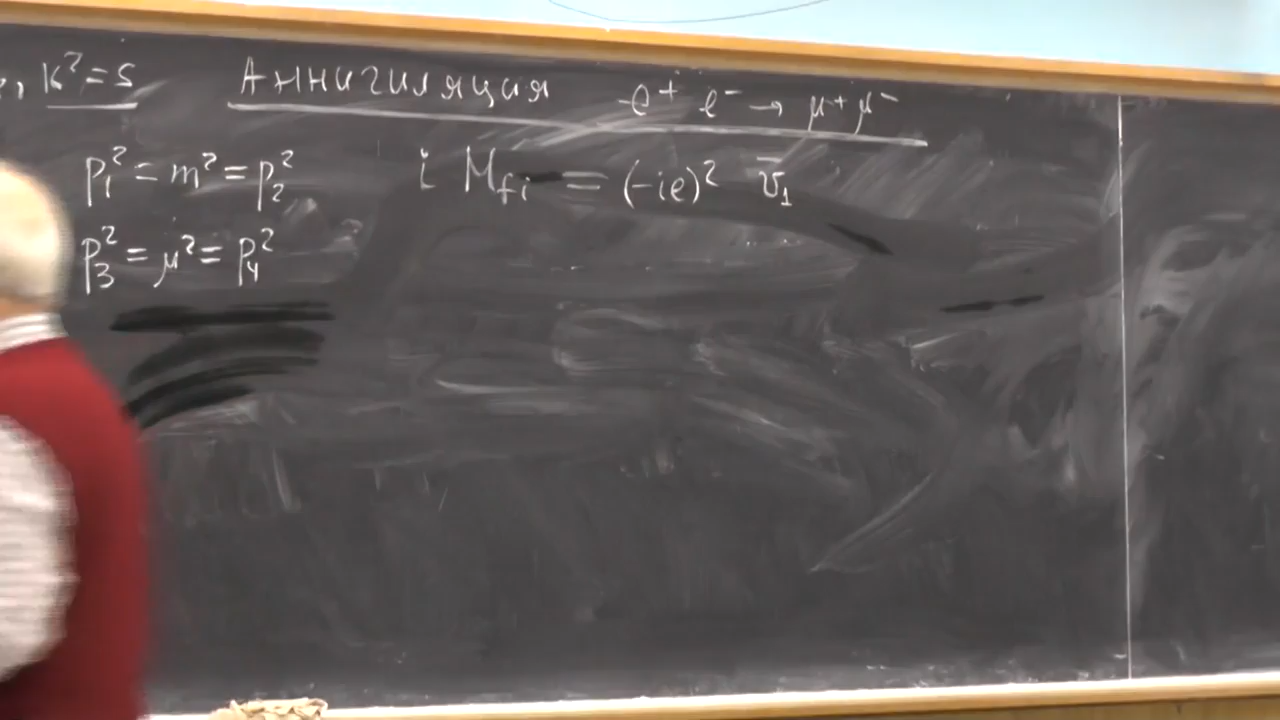 , k² = s
Аннигиляция e⁺ e⁻ → μ⁺ μ⁻
p₁² = m² = p₂²
i M_fi = (-ie)² v̄₁
p₃² = μ² = p₄²